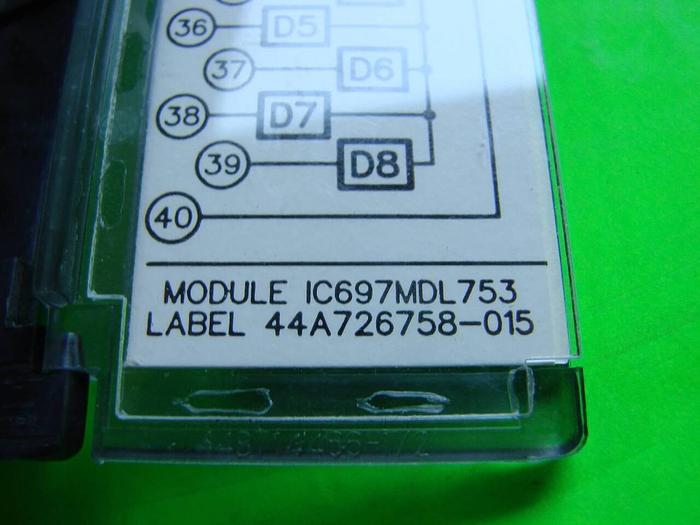 36 D5
37 D6
38 D7
39 D8
40
MODULE IC697MDL753
LABEL 44A726758-015